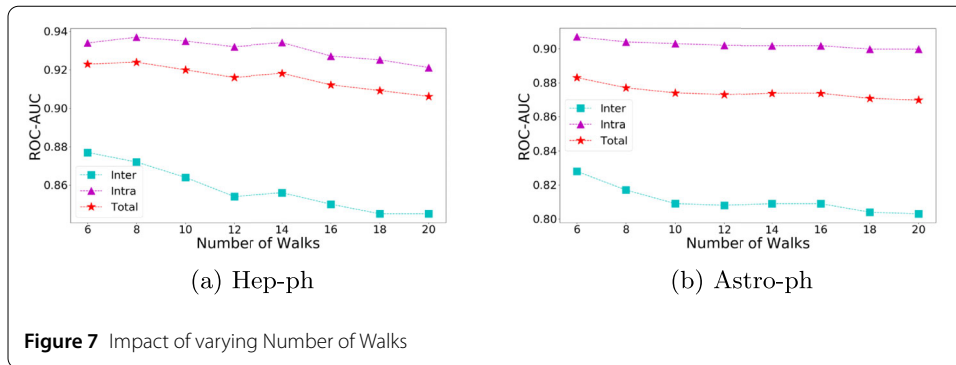 0.94
0.92
0.90
0.88
0.86
ROC-AUC
Inter
Intra
Total
6 8 10 12 14 16 18 20
Number of Walks
(a) Hep-ph
0.90
0.88
0.86
0.84
0.82
0.80
ROC-AUC
Inter
Intra
Total
6 8 10 12 14 16 18 20
Number of Walks
(b) Astro-ph
Figure 7 Impact of varying Number of Walks